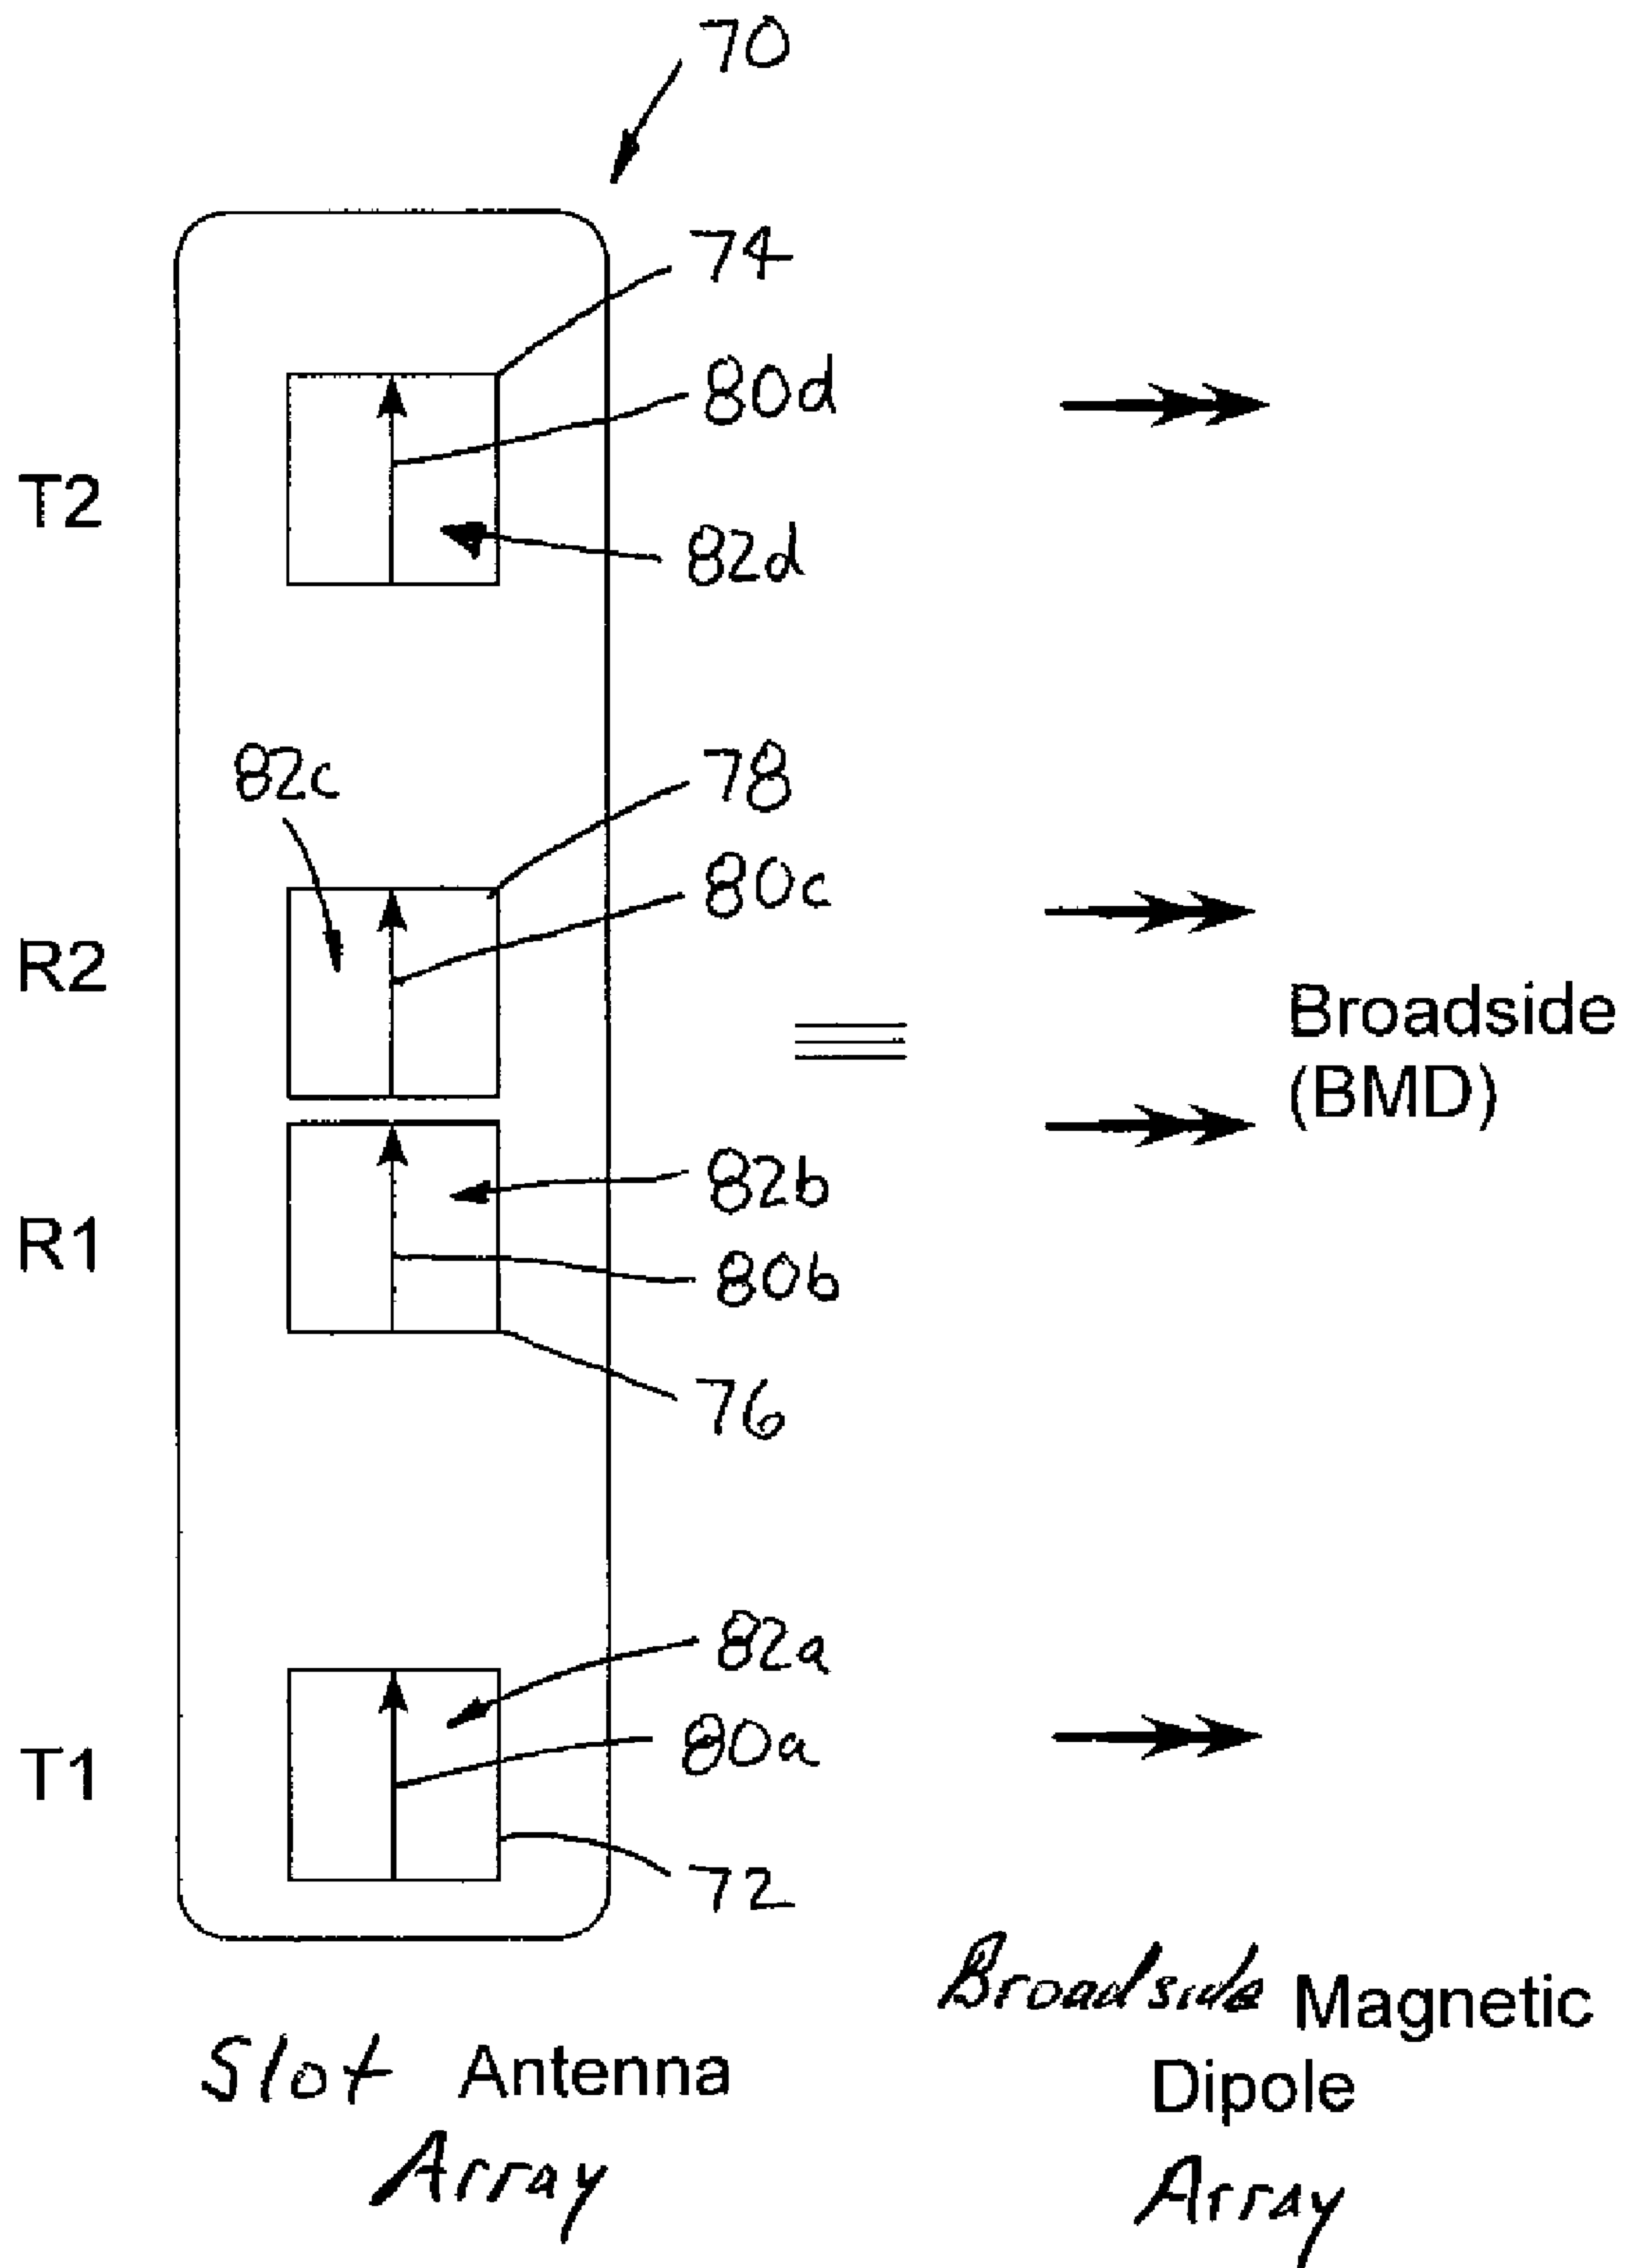 70
74
80d
T2
82d
82c
78
80c
R2
Broadside
(BMD)
82b
R1
80b
76
82a
T1
80a
72
Broadside Magnetic
Dipole
Array
Slot Antenna
Array